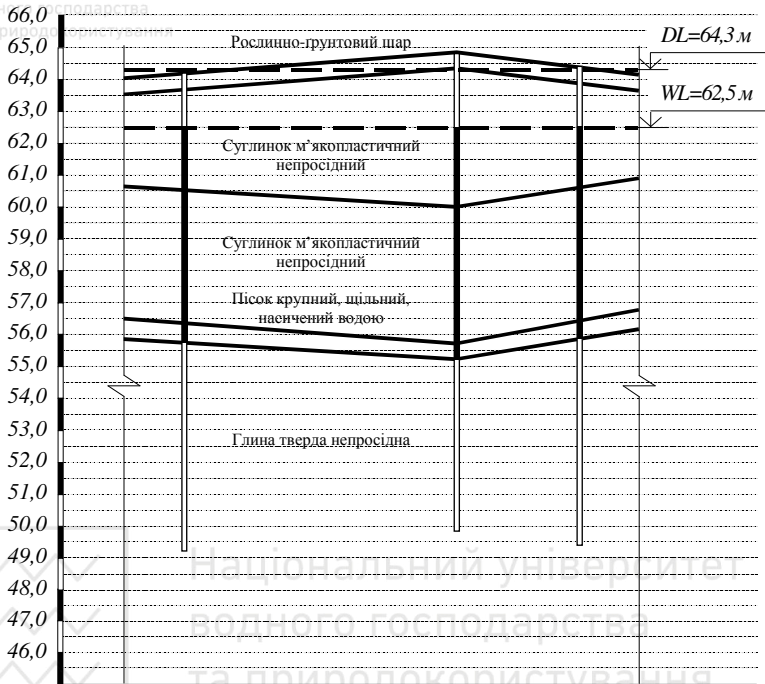 ного господарства
природокористування
66,0
65,0
64,0
63,0
62,0
61,0
60,0
59,0
58,0
57,0
56,0
55,0
54,0
53,0
52,0
51,0
50,0
49,0
48,0
47,0
46,0
Рослинно-ґрунтовий шар
DL=64,3 м
WL=62,5 м
Суглинок м’якопластичний
непросідний
Суглинок м’якопластичний
непросідний
Пісок крупний, щільний,
насичений водою
Глина тверда непросідна
Національний університет
водного господарства
та природокористування